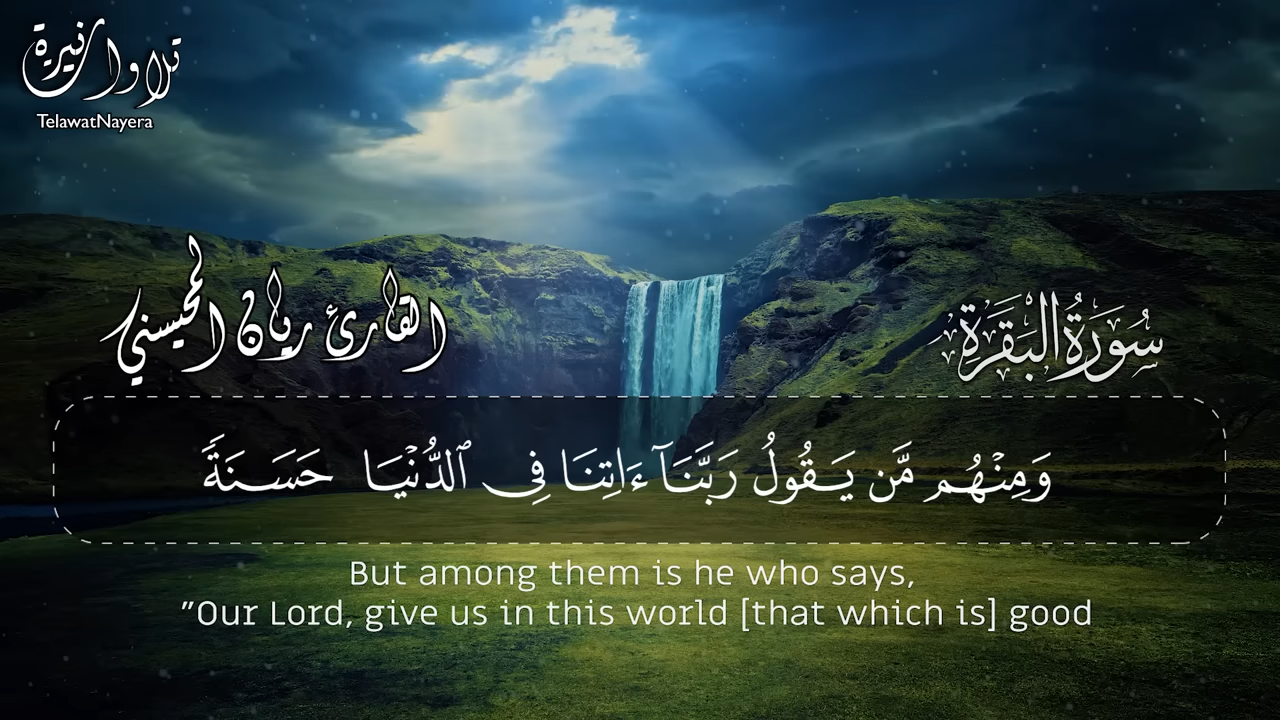 تلاوات نيرة
TelawatNayera
القارئ ريان المحيسني
سُورَةُ البَقَرَةِ
وَمِنْهُم مَّن يَقُولُ رَبَّنَآ ءَاتِنَا فِى ٱلدُّنْيَا حَسَنَةً
But among them is he who says,
"Our Lord, give us in this world [that which is] good